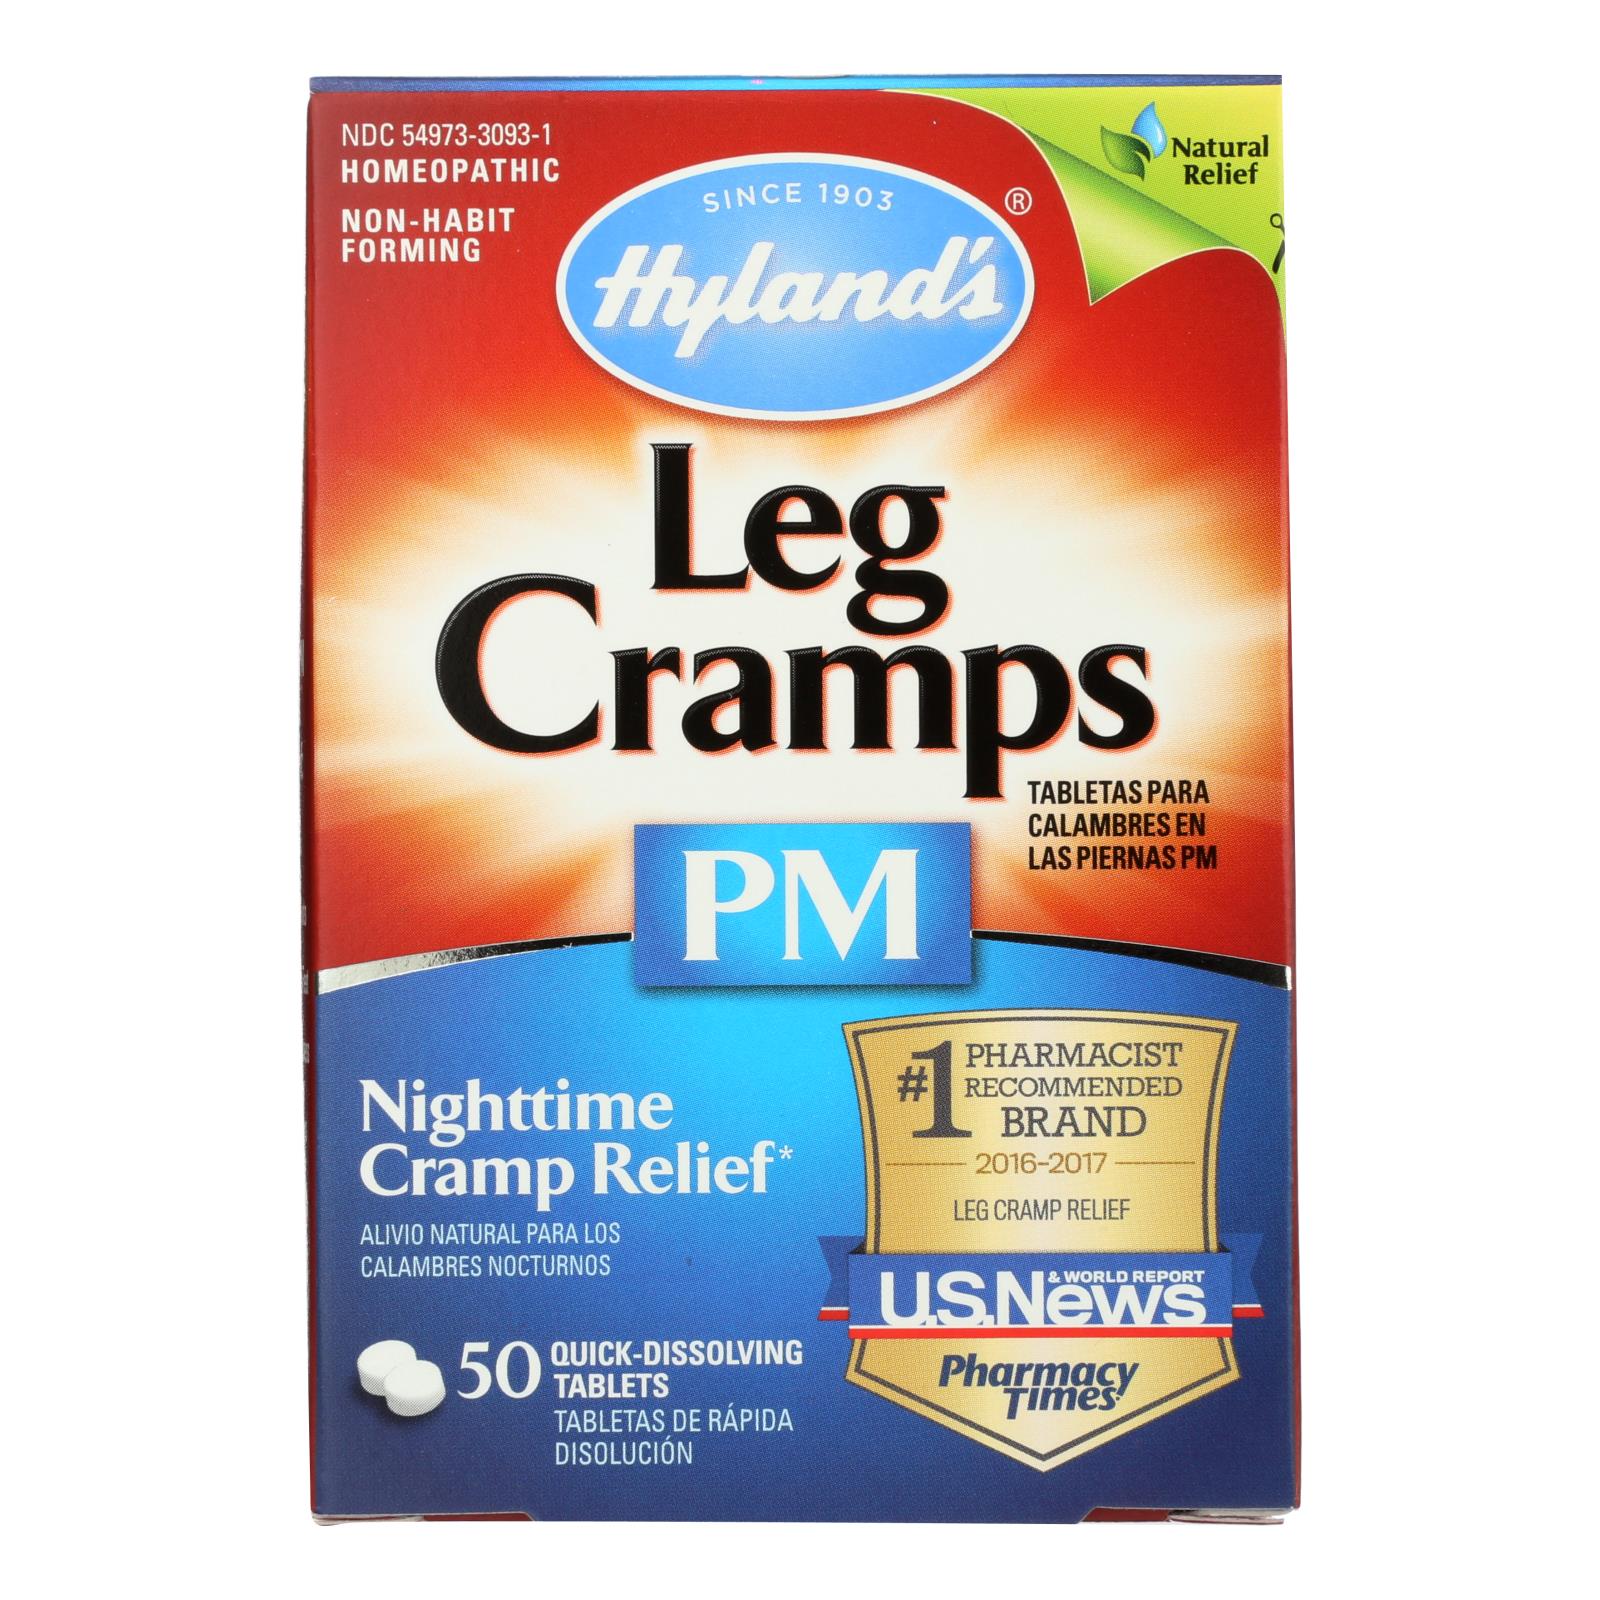 NDC 54973-3093-1
HOMEOPATHIC
NON-HABIT
FORMING
Natural
Relief
SINCE 1903
Hyland's®
Leg
Cramps
TABLETAS PARA
CALAMBRES EN
LAS PIERNAS PM
PM
Nighttime
Cramp Relief*
ALIVIO NATURAL PARA LOS
CALAMBRES NOCTURNOS
50 QUICK-DISSOLVING
TABLETS
TABLETAS DE RÁPIDA
DISOLUCIÓN
#1 PHARMACIST
RECOMMENDED
BRAND
2016-2017
LEG CRAMP RELIEF
U.S.News & WORLD REPORT
Pharmacy
Times